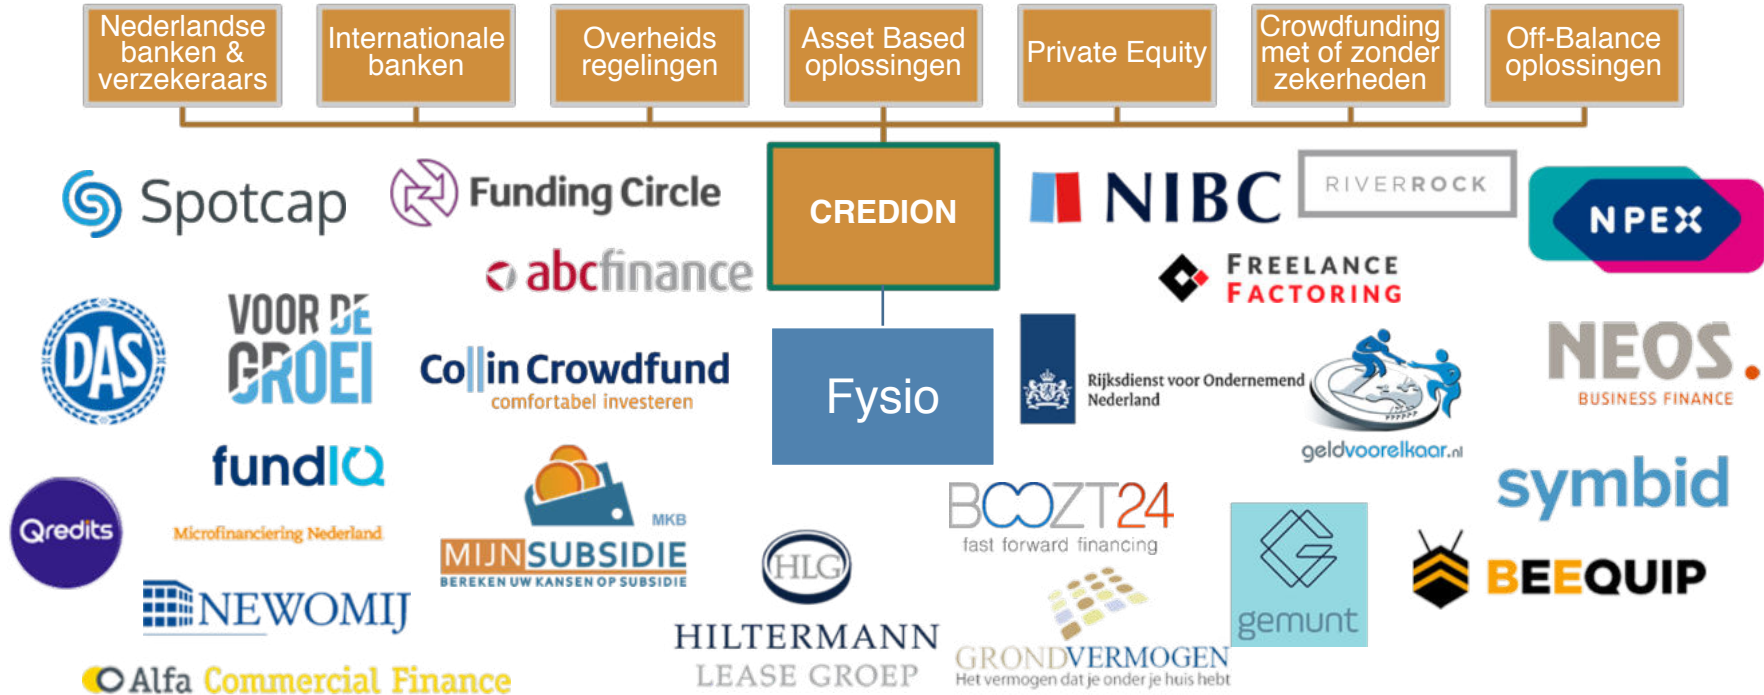 Nederlandse
banken &
verzekeraars
Internationale
banken
Overheids
regelingen
Asset Based
oplossingen
Private Equity
Crowdfunding
met of zonder
zekerheden
Off-Balance
oplossingen
Spotcap
Funding Circle
CREDION
NIBC
RIVERROCK
NPEX
abcfinance
FREELANCE
FACTORING
DAS
VOOR DE
GROEI
Collin Crowdfund
comfortabel investeren
Fysio
Rijksdienst voor Ondernemend
Nederland
geldvoorelkaar.nl
NEOS.
BUSINESS FINANCE
fundIQ
Qredits
Microfinanciering Nederland
MKB
MIJNSUBSIDIE
BEREKEN UW KANSEN OP SUBSIDIE
BOOZT24
fast forward financing
symbid
HLG
HILTERMANN
LEASE GROEP
gemunt
BEEQUIP
NEWOMIJ
GRONDVERMOGEN
Het vermogen dat je onder je huis hebt
Alfa Commercial Finance